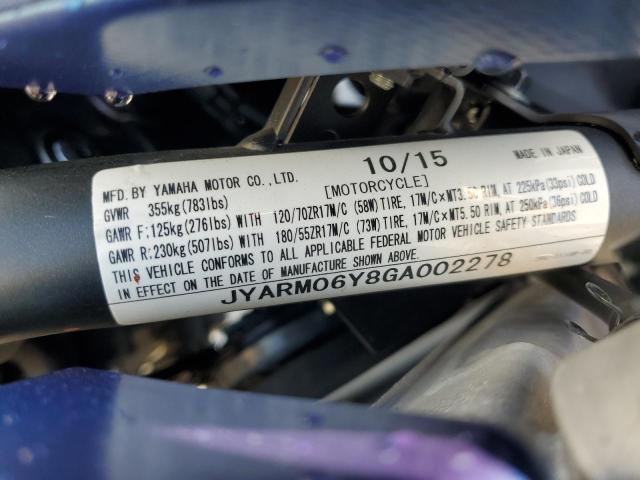 10/15
MADE IN JAPAN
MFD. BY YAMAHA MOTOR CO., LTD.
[MOTORCYCLE]
GVWR 355kg(783lbs)
GAWR F:125kg(276lbs) WITH 120/70ZR17M/C (58W) TIRE, 17M/C×MT3.50 RIM, AT 225kPa(33psi) COLD
GAWR R:230kg(507lbs) WITH 180/55ZR17M/C (73W) TIRE, 17M/C×MT5.50 RIM, AT 250kPa(36psi) COLD
THIS VEHICLE CONFORMS TO ALL APPLICABLE FEDERAL MOTOR VEHICLE SAFETY STANDARDS
IN EFFECT ON THE DATE OF MANUFACTURE SHOWN ABOVE.
JYARM06Y8GA002278